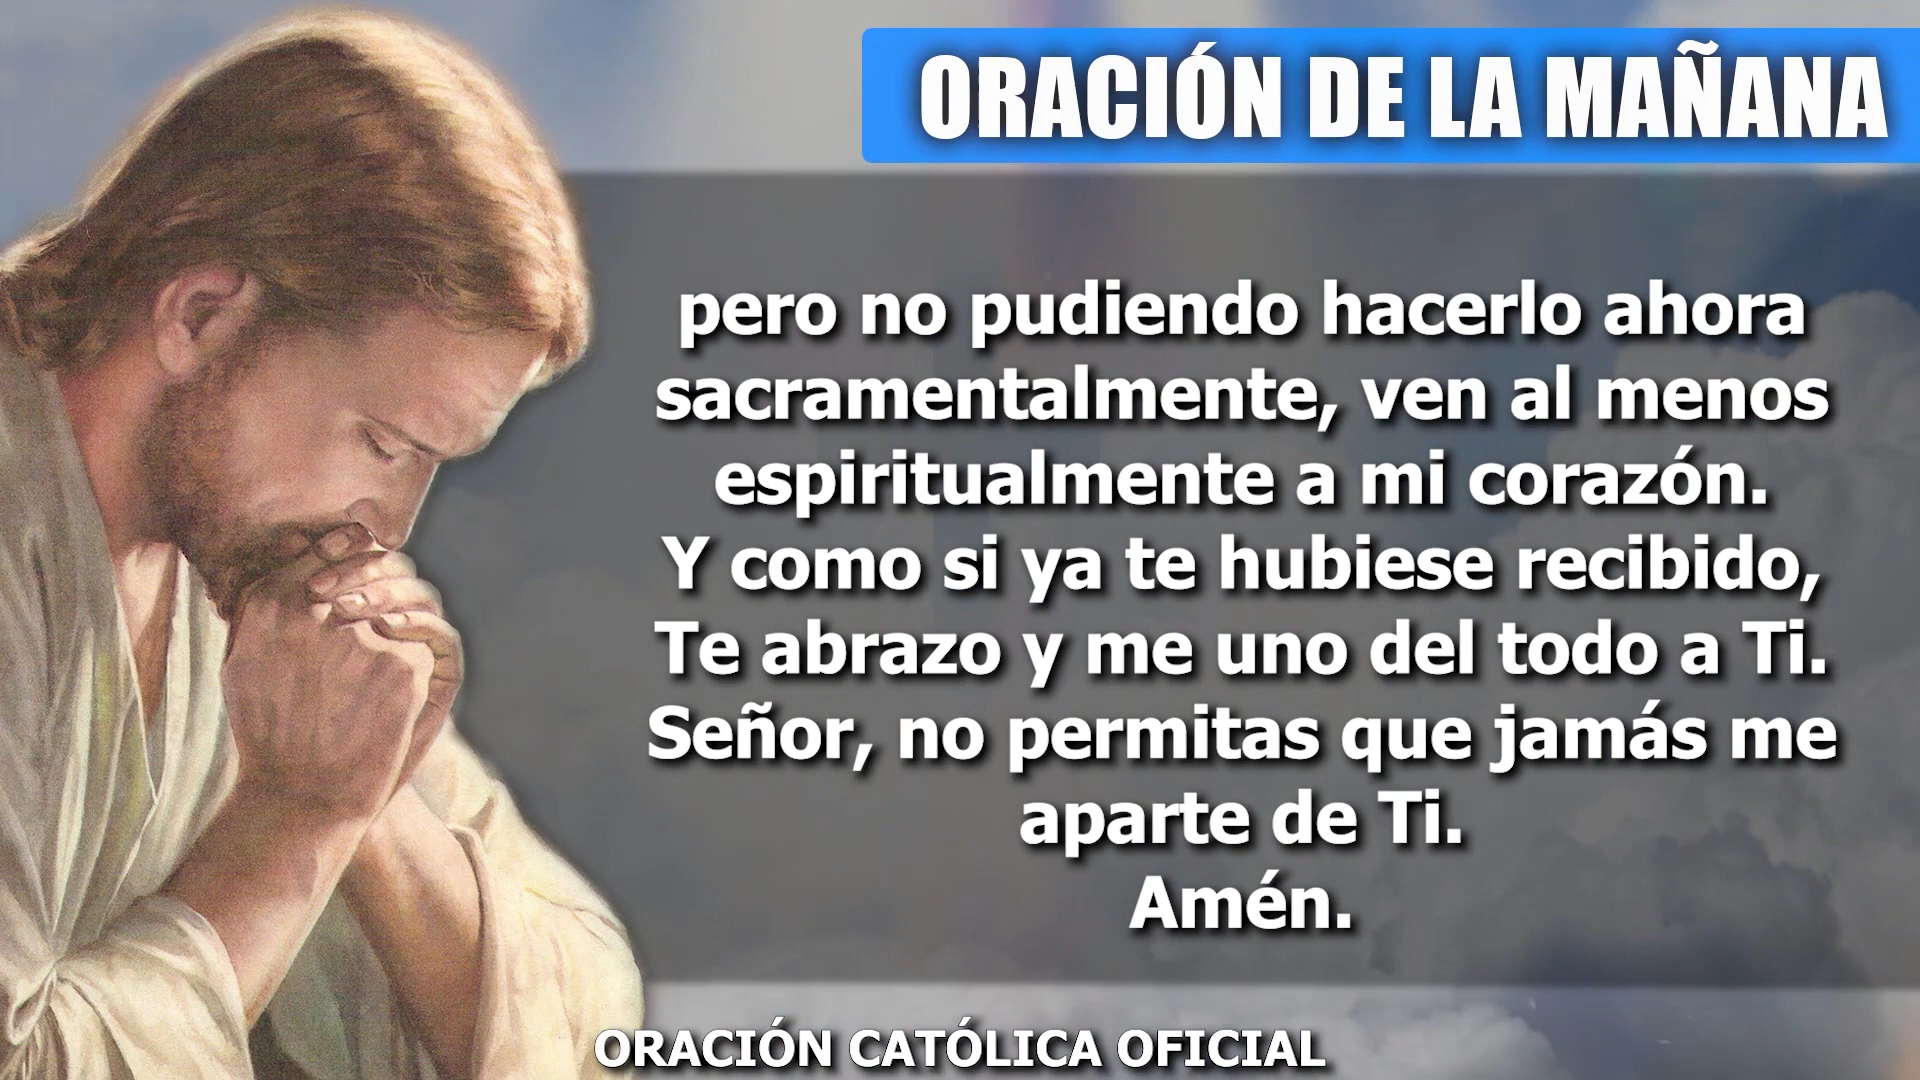 ORACIÓN DE LA MAÑANA
pero no pudiendo hacerlo ahora
sacramentalmente, ven al menos
espiritualmente a mi corazón.
Y como si ya te hubiese recibido,
Te abrazo y me uno del todo a Ti.
Señor, no permitas que jamás me
aparte de Ti.
Amén.
ORACIÓN CATÓLICA OFICIAL